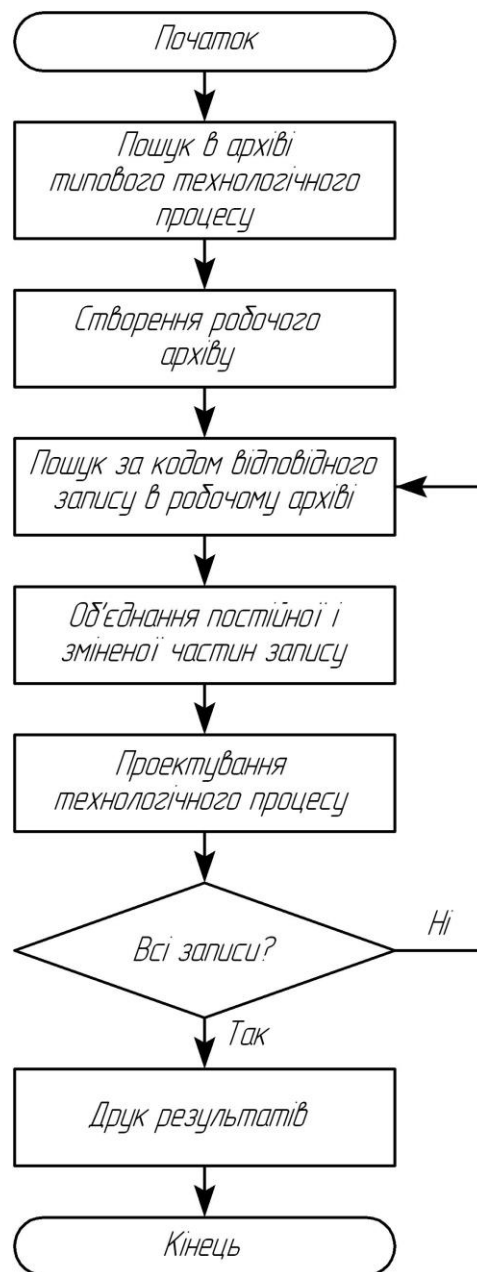 Початок
Пошук в архіві
типового технологічного
процесу
Створення робочого
архіву
Пошук за кодом відповідного
запису в робочому архіві
Об'єднання постійної і
зміненої частин запису
Проектування
технологічного процесу
Всі записи?
Ні
Так
Друк результатів
Кінець